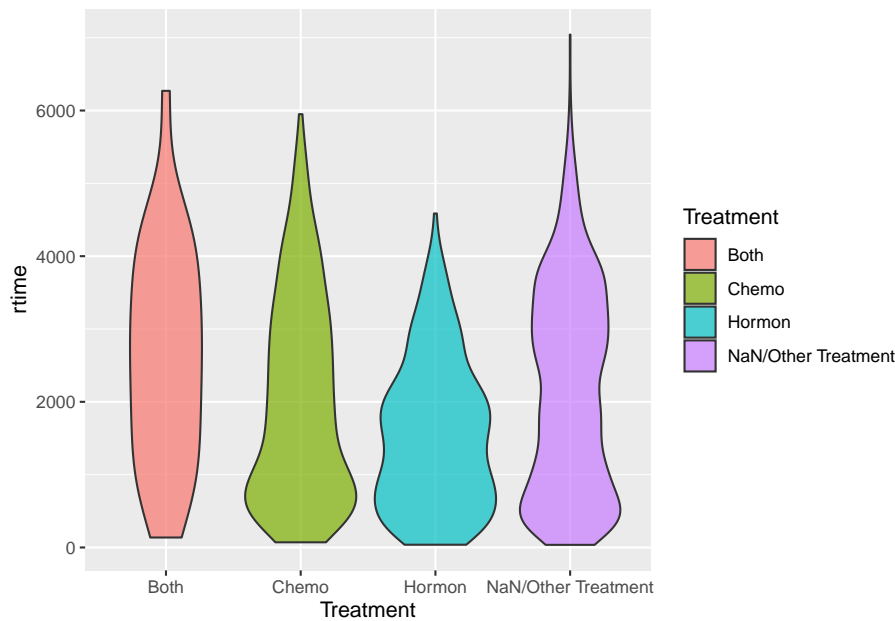 6000
4000
2000
0
rtime
Both
Chemo
Hormon
NaN/Other Treatment
Treatment
Treatment
Both
Chemo
Hormon
NaN/Other Treatment